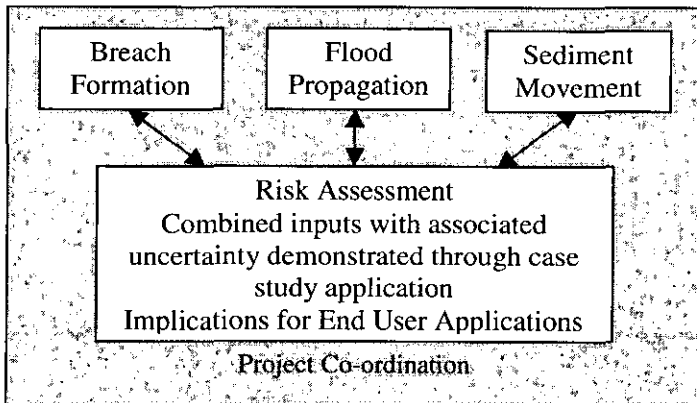 Breach
Formation
Flood
Propagation
Sediment
Movement
Risk Assessment
Combined inputs with associated
uncertainty demonstrated through case
study application
Implications for End User Applications
Project Co-ordination